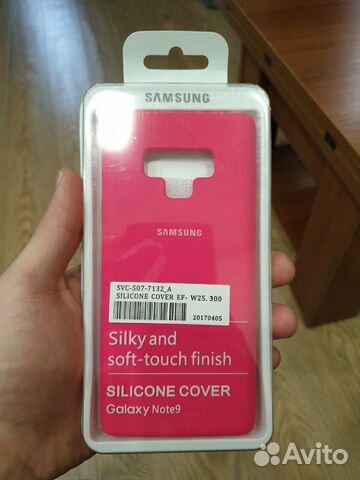 SAMSUNG
SAMSUNG
SVC-507-7132_A
SILICONE COVER EF- W2S. 300
20170405
Silky and
soft-touch finish
SILICONE COVER
Galaxy Note9
Avito